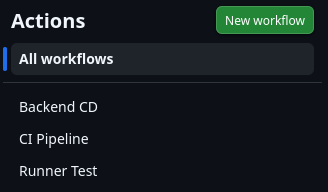 Actions
New workflow
All workflows
Backend CD
CI Pipeline
Runner Test